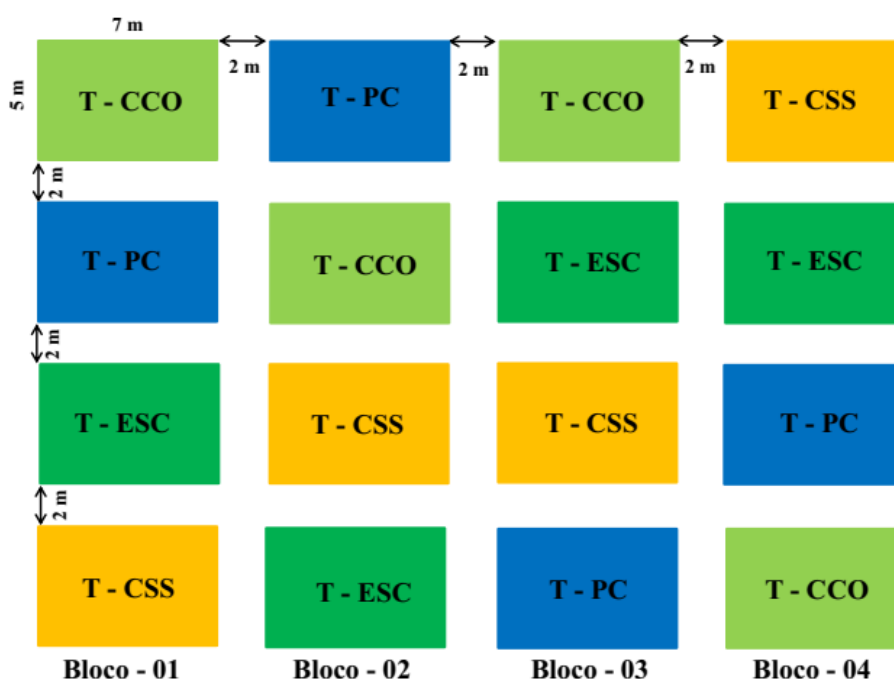 7 m
2 m
2 m
2 m
5 m
T - CCO
T - PC
T - CCO
T - CSS
2 m
T - PC
T - CCO
T - ESC
T - ESC
2 m
T - ESC
T - CSS
T - CSS
T - PC
2 m
T - CSS
T - ESC
T - PC
T - CCO
Bloco - 01
Bloco - 02
Bloco - 03
Bloco - 04